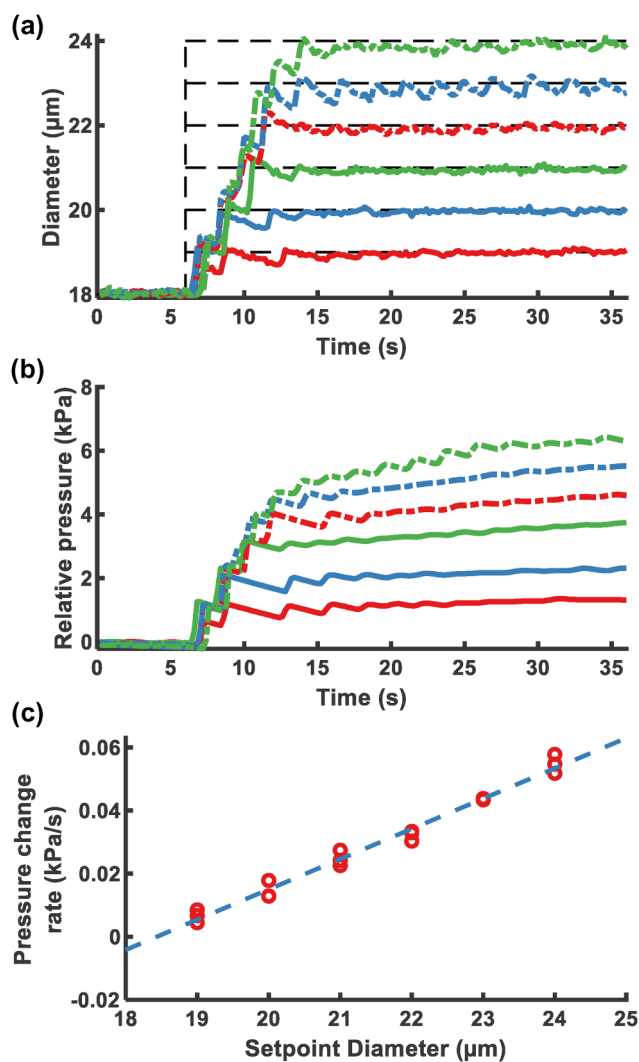 (a)
24
22
20
18
Diameter (µm)
0 5 10 15 20 25 30 35
Time (s)
(b)
8
6
4
2
0
Relative pressure (kPa)
0 5 10 15 20 25 30 35
Time (s)
(c)
0.06
0.04
0.02
0
-0.02
Pressure change
rate (kPa/s)
18 19 20 21 22 23 24 25
Setpoint Diameter (µm)